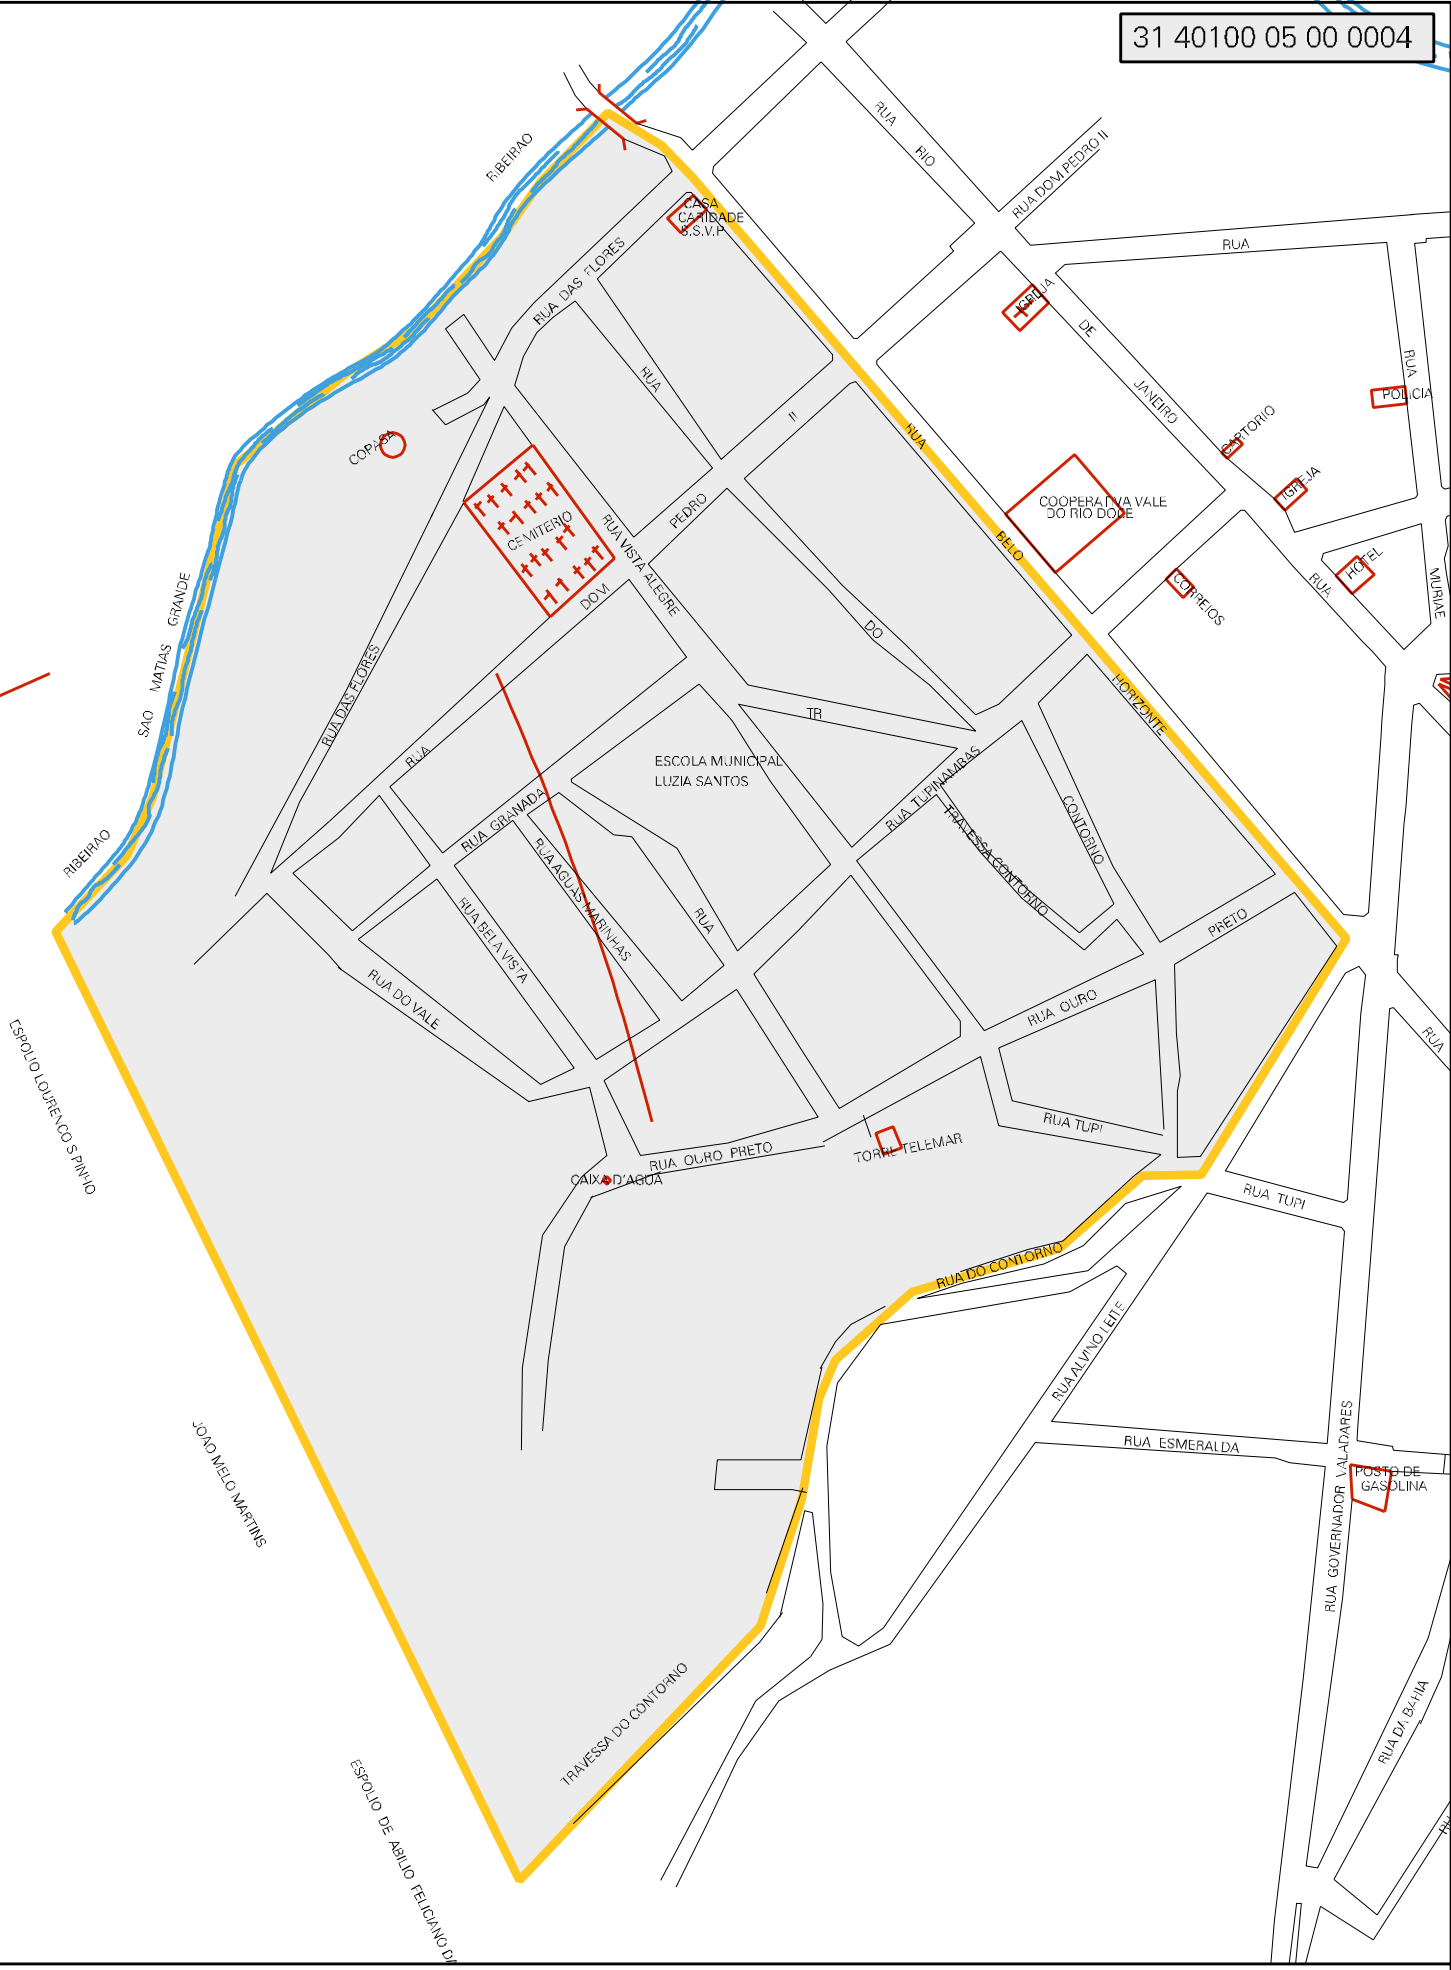 31 40100 05 00 0004
RIBEIRAO
RUA
RIO
RUA DOM PEDRO II
CASA
CARIDADE
S.S.V.P
RUA
RUA DAS FLORES
IGREJA
DE
RUA
JANEIRO
POLICIA
RUA
II
RUA
COPASA
CARTORIO
IGREJA
CEMITERIO
PEDRO
COOPERATIVA VALE
DO RIO DOCE
BELO
RUA VISTA ALEGRE
HOTEL
RUA
CORREIOS
MURIAE
SAO MATIAS GRANDE
DOM
DO
RUA DAS FLORES
HORIZONTE
TR
RUA
ESCOLA MUNICIPAL
LUZIA SANTOS
RUA TUPINAMBAS
RUA GRANADA
TRAVESSA CONTORNO
CONTORNO
RIBEIRAO
RUA AGUAS MARINHAS
RUA BELA VISTA
RUA
PRETO
RUA DO VALE
RUA OURO
RUA
ESPOLIO LOURENCO S PINHO
RUA TUPI
TORRE TELEMAR
RUA OURO PRETO
CAIXA D'AGUA
RUA TUPI
RUA DO CONTORNO
RUA ALVINO LEITE
RUA ESMERALDA
JOAO MELO MARTINS
POSTO DE
GASOLINA
RUA GOVERNADOR VALADARES
TRAVESSA DO CONTORNO
RUA DA BAHIA
ESPOLIO DE ABILIO FELICIANO